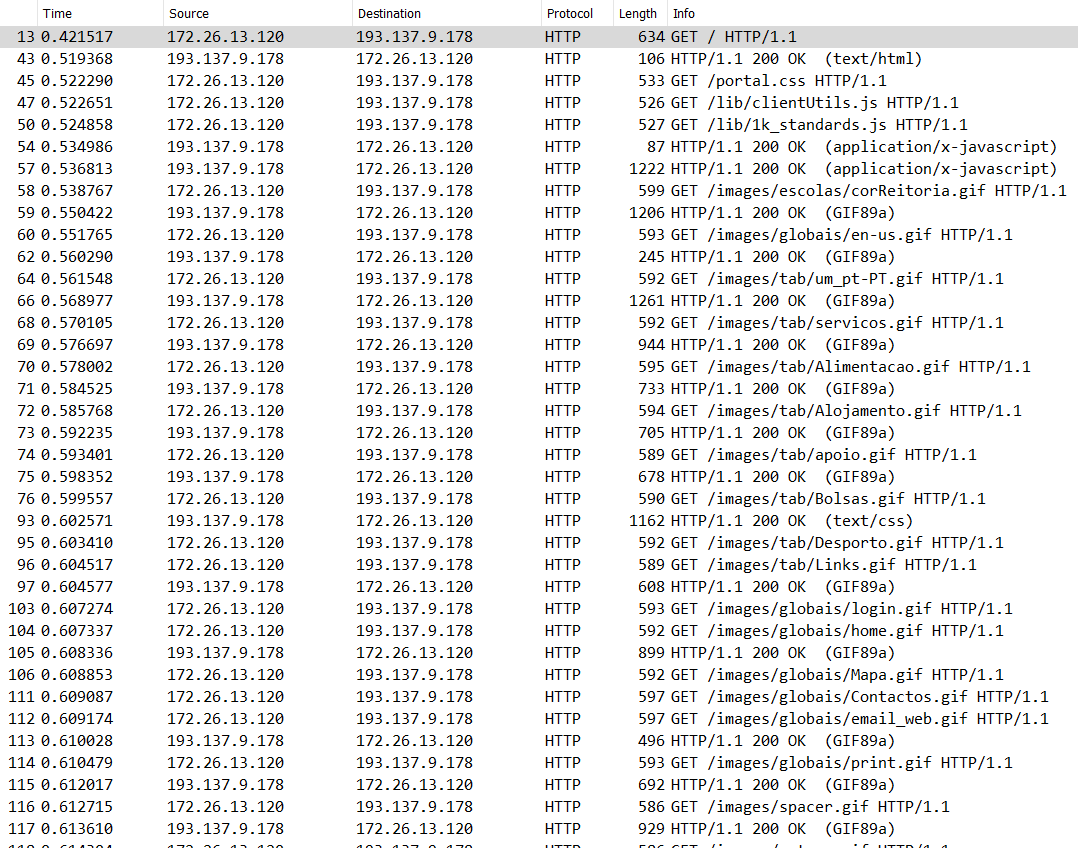 Time Source Destination Protocol Length Info
13 0.421517 172.26.13.120 193.137.9.178 HTTP 634 GET / HTTP/1.1
43 0.519368 193.137.9.178 172.26.13.120 HTTP 106 HTTP/1.1 200 OK (text/html)
45 0.522290 172.26.13.120 193.137.9.178 HTTP 533 GET /portal.css HTTP/1.1
47 0.522651 172.26.13.120 193.137.9.178 HTTP 526 GET /lib/clientUtils.js HTTP/1.1
50 0.524858 172.26.13.120 193.137.9.178 HTTP 527 GET /lib/1k_standards.js HTTP/1.1
54 0.534986 193.137.9.178 172.26.13.120 HTTP 87 HTTP/1.1 200 OK (application/x-javascript)
57 0.536813 193.137.9.178 172.26.13.120 HTTP 1222 HTTP/1.1 200 OK (application/x-javascript)
58 0.538767 172.26.13.120 193.137.9.178 HTTP 599 GET /images/escolas/corReitoria.gif HTTP/1.1
59 0.550422 193.137.9.178 172.26.13.120 HTTP 1206 HTTP/1.1 200 OK (GIF89a)
60 0.551765 172.26.13.120 193.137.9.178 HTTP 593 GET /images/globais/en-us.gif HTTP/1.1
62 0.560290 193.137.9.178 172.26.13.120 HTTP 245 HTTP/1.1 200 OK (GIF89a)
64 0.561548 172.26.13.120 193.137.9.178 HTTP 592 GET /images/tab/um_pt-PT.gif HTTP/1.1
66 0.568977 193.137.9.178 172.26.13.120 HTTP 1261 HTTP/1.1 200 OK (GIF89a)
68 0.570105 172.26.13.120 193.137.9.178 HTTP 592 GET /images/tab/servicos.gif HTTP/1.1
69 0.576697 193.137.9.178 172.26.13.120 HTTP 944 HTTP/1.1 200 OK (GIF89a)
70 0.578002 172.26.13.120 193.137.9.178 HTTP 595 GET /images/tab/Alimentacao.gif HTTP/1.1
71 0.584525 193.137.9.178 172.26.13.120 HTTP 733 HTTP/1.1 200 OK (GIF89a)
72 0.585768 172.26.13.120 193.137.9.178 HTTP 594 GET /images/tab/Alojamento.gif HTTP/1.1
73 0.592235 193.137.9.178 172.26.13.120 HTTP 705 HTTP/1.1 200 OK (GIF89a)
74 0.593401 172.26.13.120 193.137.9.178 HTTP 589 GET /images/tab/apoio.gif HTTP/1.1
75 0.598352 193.137.9.178 172.26.13.120 HTTP 678 HTTP/1.1 200 OK (GIF89a)
76 0.599557 172.26.13.120 193.137.9.178 HTTP 590 GET /images/tab/Bolsas.gif HTTP/1.1
93 0.602571 193.137.9.178 172.26.13.120 HTTP 1162 HTTP/1.1 200 OK (text/css)
95 0.603410 172.26.13.120 193.137.9.178 HTTP 592 GET /images/tab/Desporto.gif HTTP/1.1
96 0.604517 172.26.13.120 193.137.9.178 HTTP 589 GET /images/tab/Links.gif HTTP/1.1
97 0.604577 193.137.9.178 172.26.13.120 HTTP 608 HTTP/1.1 200 OK (GIF89a)
103 0.607274 172.26.13.120 193.137.9.178 HTTP 593 GET /images/globais/login.gif HTTP/1.1
104 0.607337 172.26.13.120 193.137.9.178 HTTP 592 GET /images/globais/home.gif HTTP/1.1
105 0.608336 193.137.9.178 172.26.13.120 HTTP 899 HTTP/1.1 200 OK (GIF89a)
106 0.608853 172.26.13.120 193.137.9.178 HTTP 592 GET /images/globais/Mapa.gif HTTP/1.1
111 0.609087 172.26.13.120 193.137.9.178 HTTP 597 GET /images/globais/Contactos.gif HTTP/1.1
112 0.609174 172.26.13.120 193.137.9.178 HTTP 597 GET /images/globais/email_web.gif HTTP/1.1
113 0.610028 193.137.9.178 172.26.13.120 HTTP 496 HTTP/1.1 200 OK (GIF89a)
114 0.610479 172.26.13.120 193.137.9.178 HTTP 593 GET /images/globais/print.gif HTTP/1.1
115 0.612017 193.137.9.178 172.26.13.120 HTTP 692 HTTP/1.1 200 OK (GIF89a)
116 0.612715 172.26.13.120 193.137.9.178 HTTP 586 GET /images/spacer.gif HTTP/1.1
117 0.613610 193.137.9.178 172.26.13.120 HTTP 929 HTTP/1.1 200 OK (GIF89a)